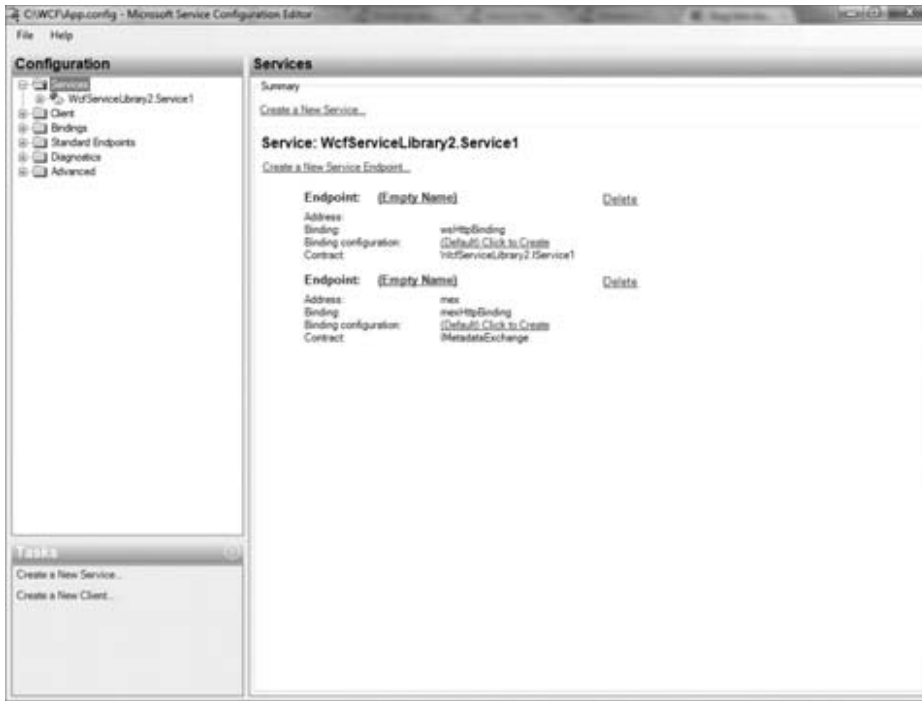 C:\WCF\App.config - Microsoft Service Configuration Editor
File Help
Configuration
Services
WcfServiceLibrary2.Service1
Client
Bindings
Standard Endpoints
Diagnostics
Advanced
Tasks
Create a New Service...
Create a New Client...
Services
Summary
Create a New Service...
Service: WcfServiceLibrary2.Service1
Create a New Service Endpoint...
Endpoint: (Empty Name) Delete
Address:
Binding: wsHttpBinding
Binding configuration: (Default) Click to Create
Contract: WcfServiceLibrary2.IService1
Endpoint: (Empty Name) Delete
Address: mex
Binding: mexHttpBinding
Binding configuration: (Default) Click to Create
Contract: IMetadataExchange